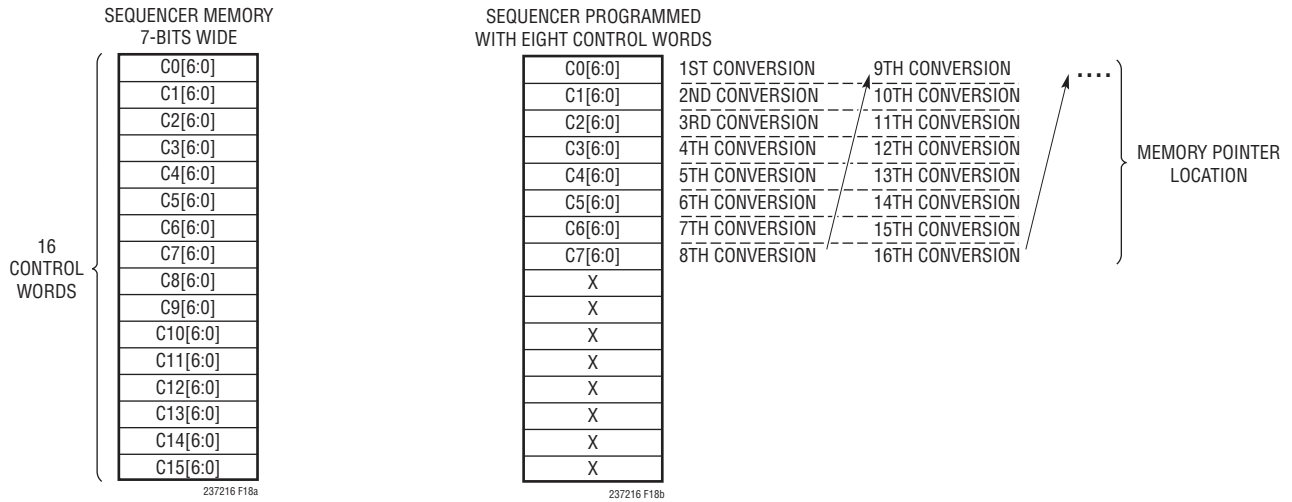 SEQUENCER MEMORY
7-BITS WIDE
16
CONTROL
WORDS
C0[6:0]
C1[6:0]
C2[6:0]
C3[6:0]
C4[6:0]
C5[6:0]
C6[6:0]
C7[6:0]
C8[6:0]
C9[6:0]
C10[6:0]
C11[6:0]
C12[6:0]
C13[6:0]
C14[6:0]
C15[6:0]
237216 F18a
SEQUENCER PROGRAMMED
WITH EIGHT CONTROL WORDS
C0[6:0] 1ST CONVERSION 9TH CONVERSION ....
C1[6:0] 2ND CONVERSION 10TH CONVERSION
C2[6:0] 3RD CONVERSION 11TH CONVERSION
C3[6:0] 4TH CONVERSION 12TH CONVERSION
C4[6:0] 5TH CONVERSION 13TH CONVERSION
C5[6:0] 6TH CONVERSION 14TH CONVERSION
C6[6:0] 7TH CONVERSION 15TH CONVERSION
C7[6:0] 8TH CONVERSION 16TH CONVERSION
X
X
X
X
X
X
X
X
237216 F18b
MEMORY POINTER
LOCATION